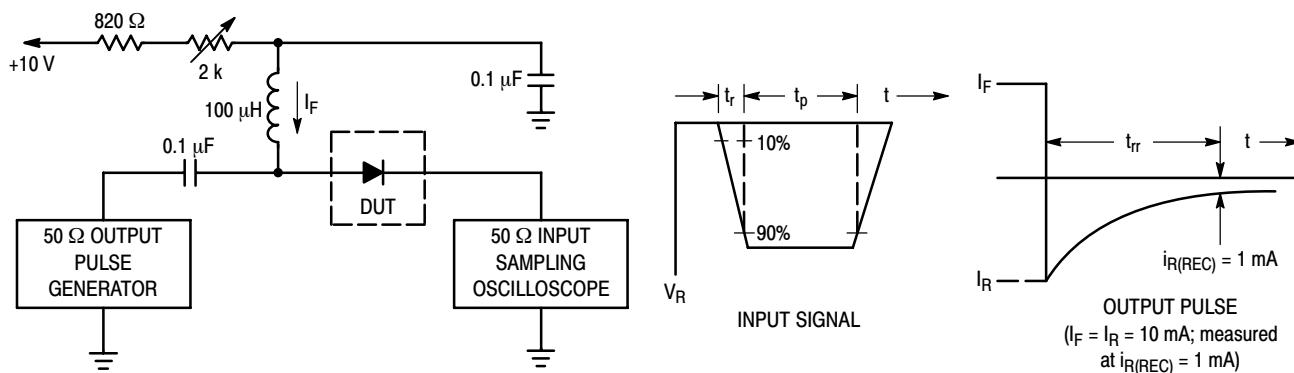 820 Ω
+10 V
2 k
100 µH
I_F
0.1 µF
0.1 µF
DUT
50 Ω OUTPUT
PULSE
GENERATOR
50 Ω INPUT
SAMPLING
OSCILLOSCOPE
t_r
t_p
t
10%
90%
V_R
INPUT SIGNAL
I_F
t_rr
t
I_R
i_R(REC) = 1 mA
OUTPUT PULSE
(I_F = I_R = 10 mA; measured
at i_R(REC) = 1 mA)